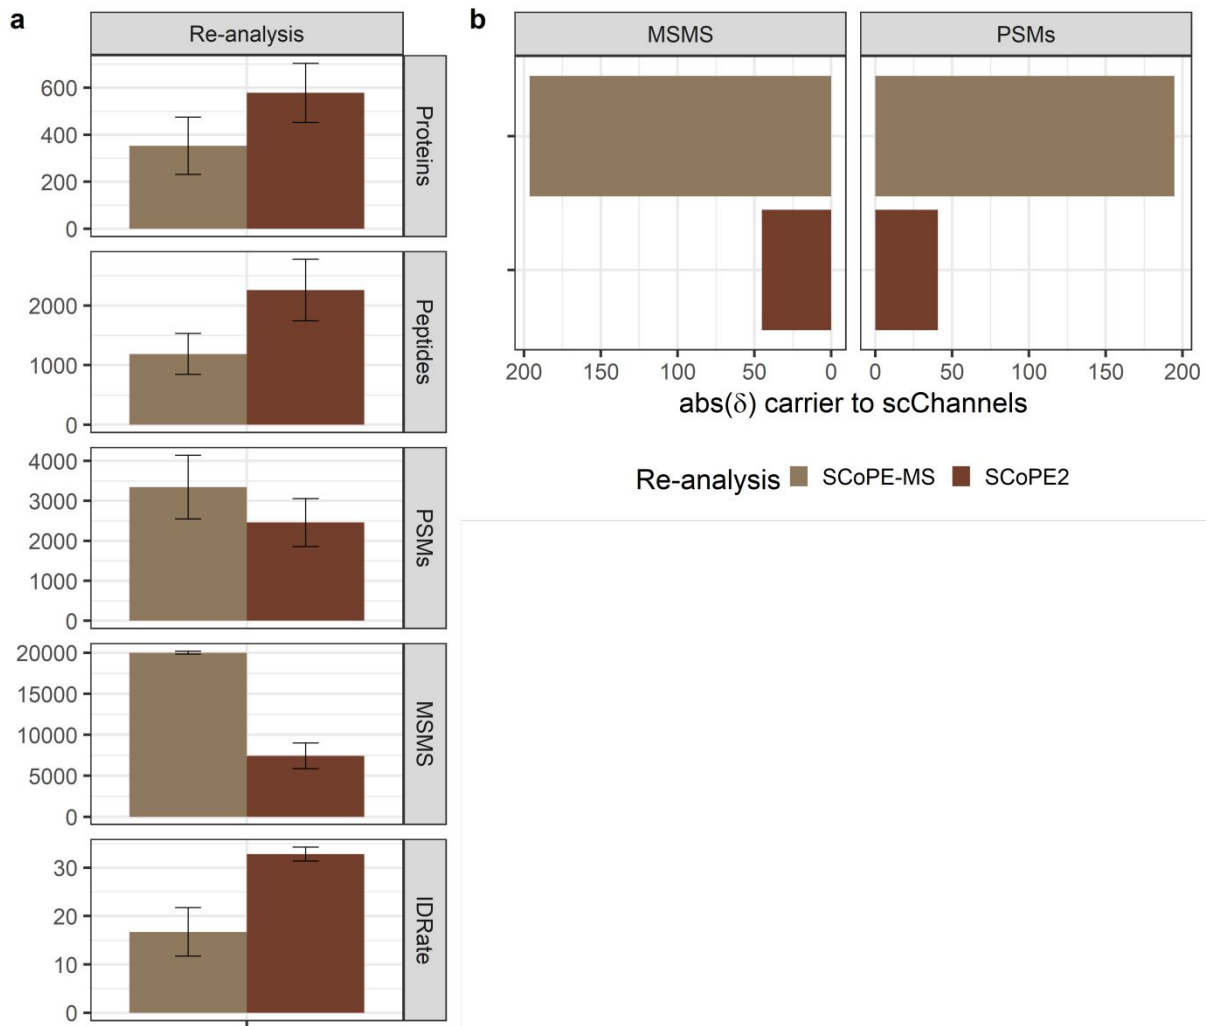 a
Re-analysis
600
400
200
0
Proteins
2000
1000
0
Peptides
4000
3000
2000
1000
0
PSMs
20000
15000
10000
5000
0
MSMS
30
20
10
0
IDRate
b
MSMS PSMs
200 150 100 50 0 0 50 100 150 200
abs(δ) carrier to scChannels
Re-analysis SCoPE-MS SCoPE2